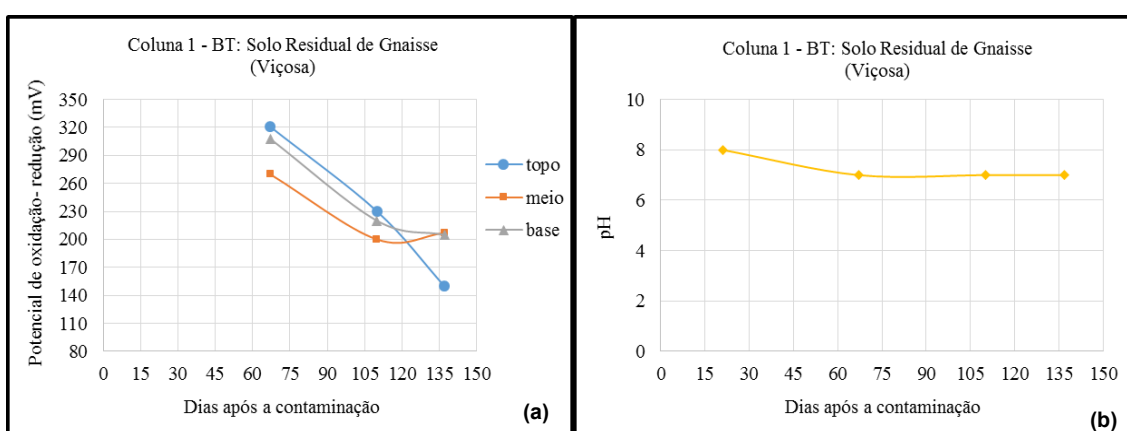 Coluna 1 - BT: Solo Residual de Gnaisse
(Viçosa)
Potencial de oxidação- redução (mV)
350
320
290
260
230
200
170
140
110
80
0 15 30 45 60 75 90 105 120 135 150
Dias após a contaminação
topo
meio
base
(a)
Coluna 1 - BT: Solo Residual de Gnaisse
(Viçosa)
pH
10
8
6
4
2
0
0 15 30 45 60 75 90 105 120 135 150
Dias após a contaminação
(b)